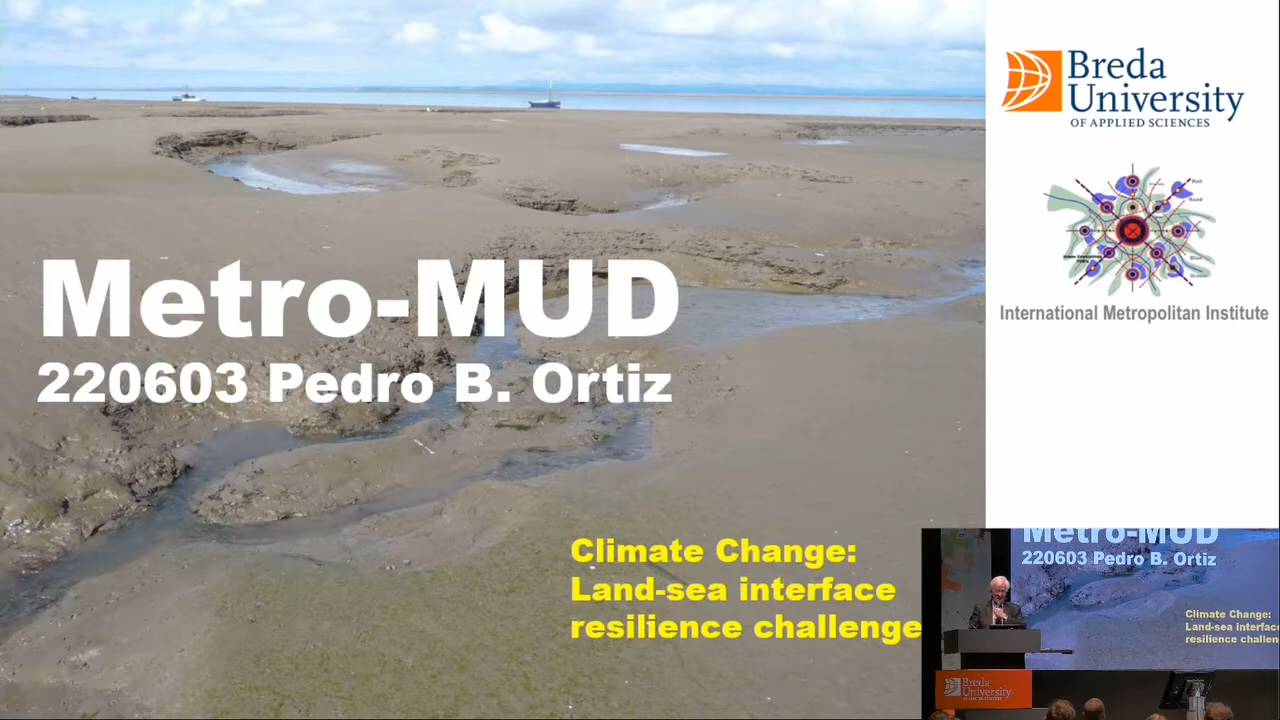 Metro-MUD
220603 Pedro B. Ortiz
Climate Change:
Land-sea interface
resilience challenge
Breda
University
OF APPLIED SCIENCES
International Metropolitan Institute
Metro-MUD
220603 Pedro B. Ortiz
Climate Change:
Land-sea interface
resilience challen
Breda
University